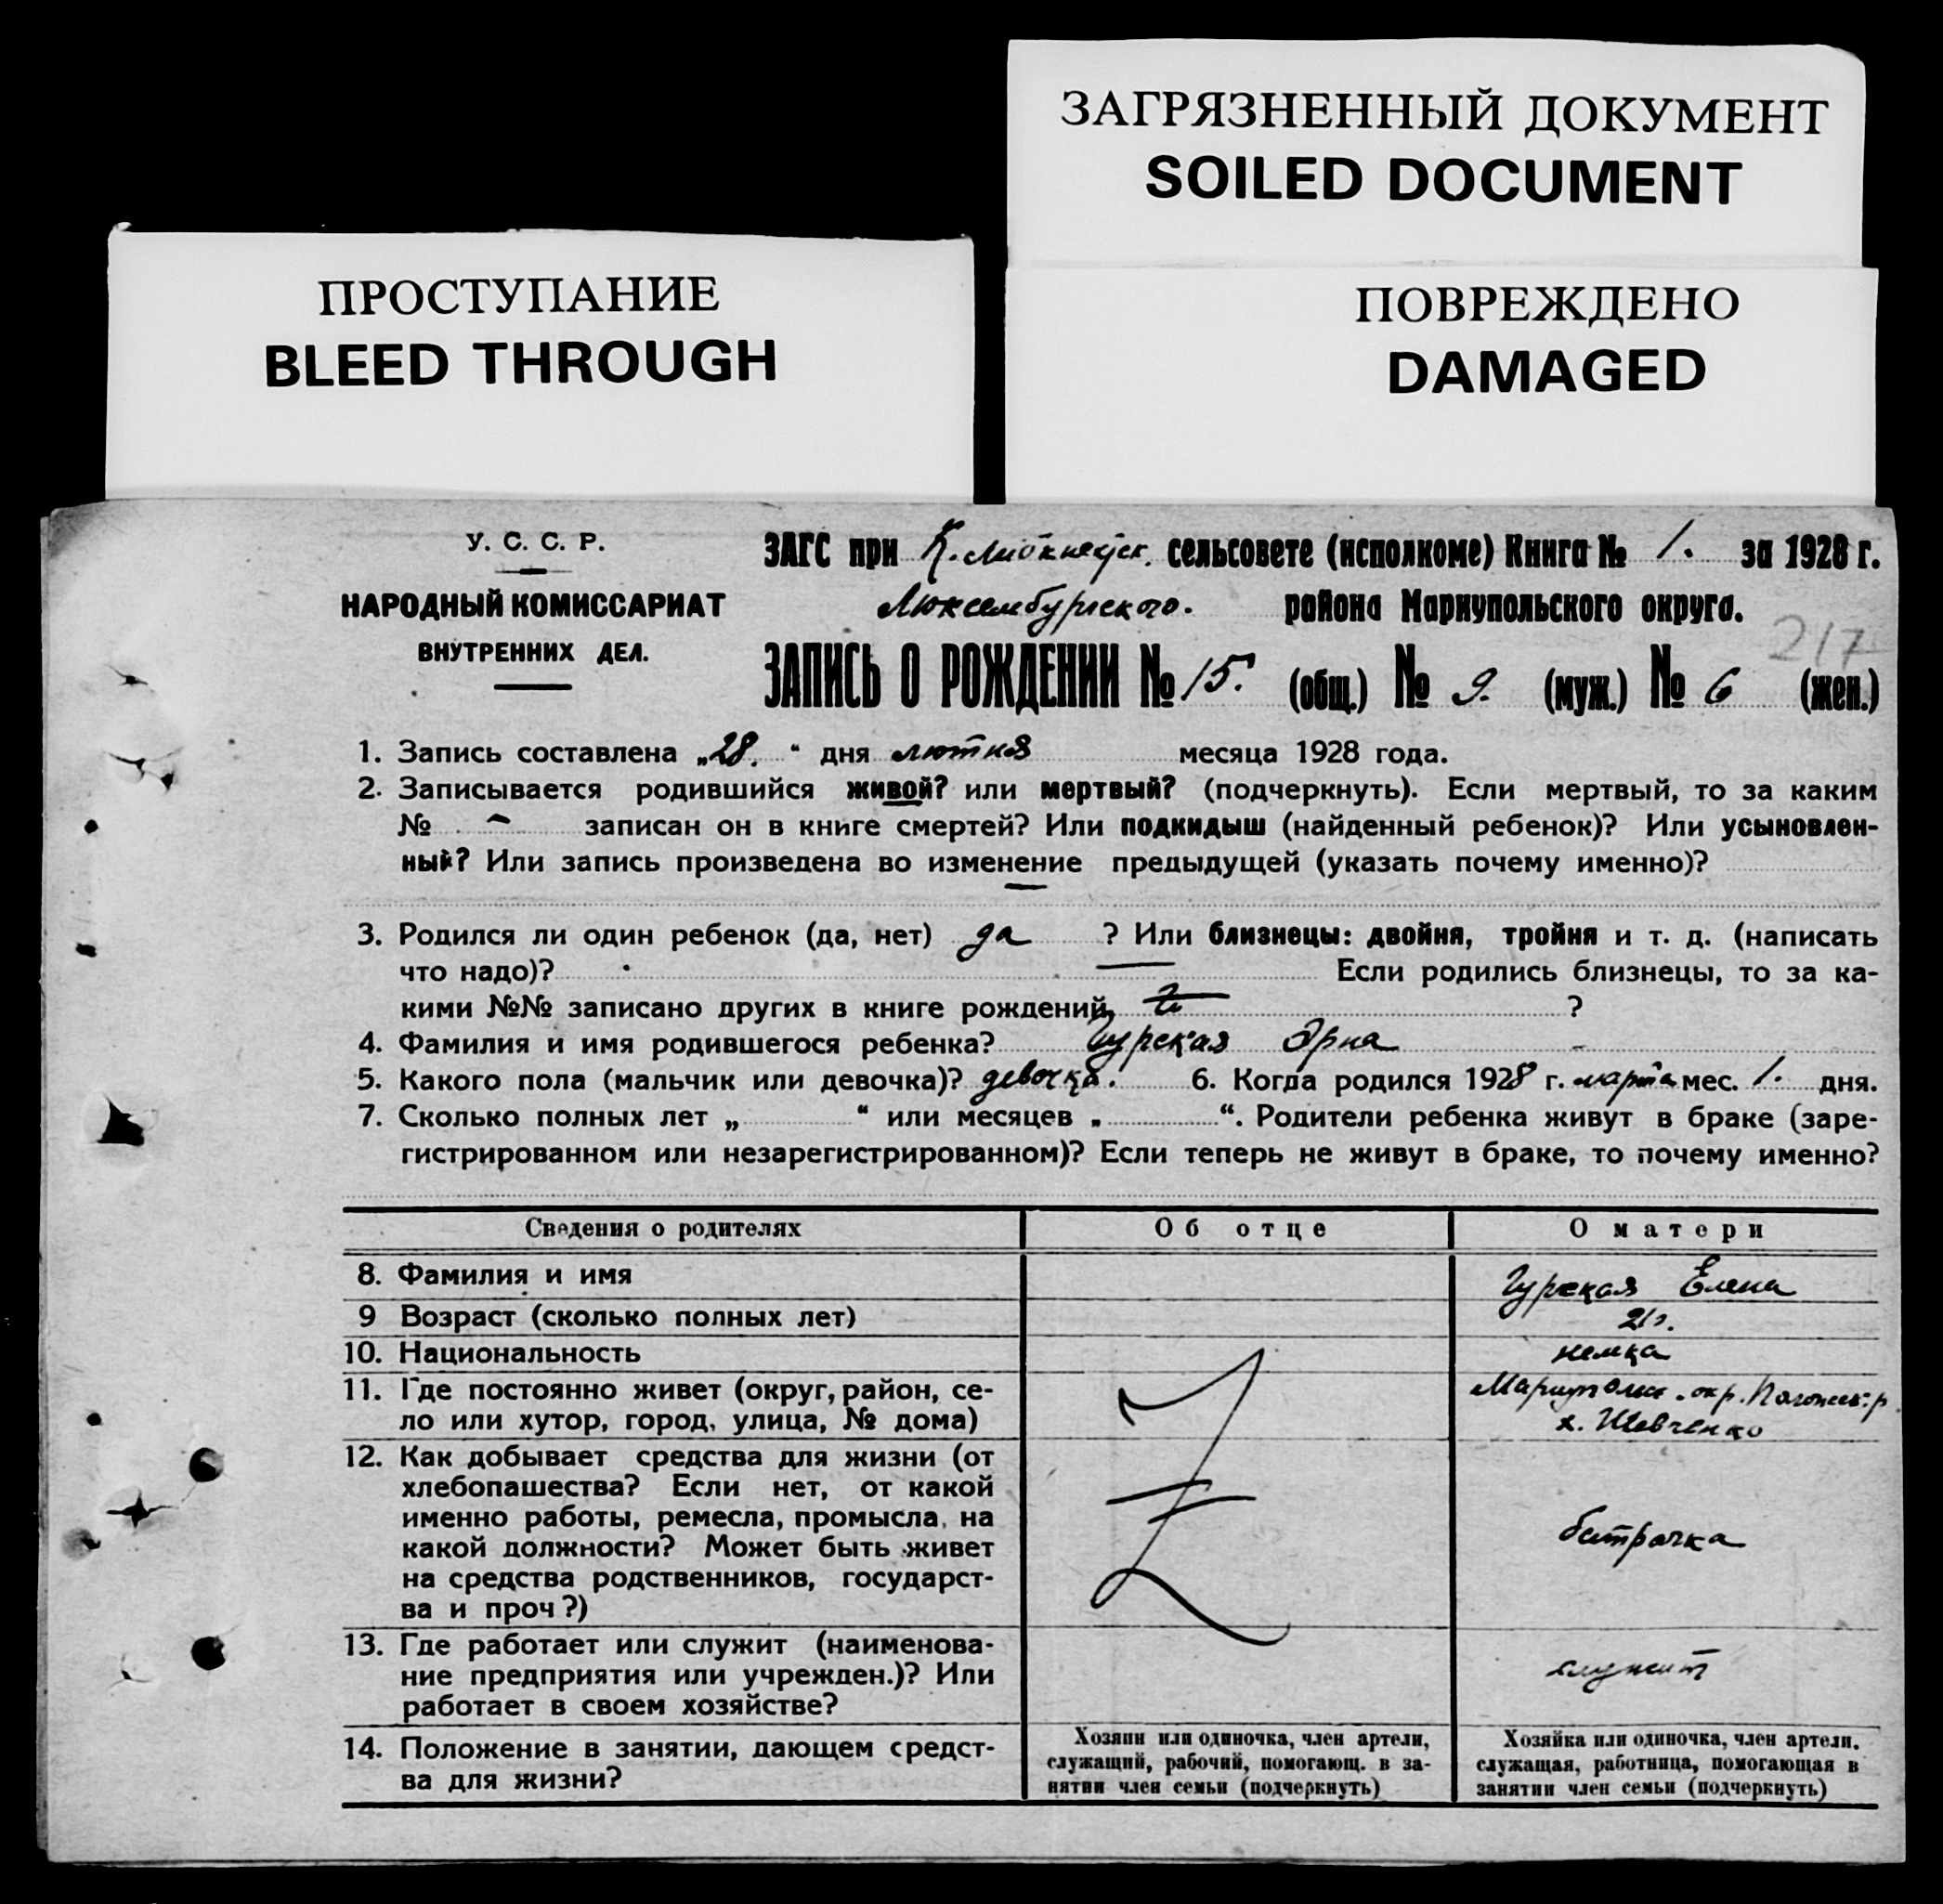 ЗАГРЯЗНЕННЫЙ ДОКУМЕНТ
SOILED DOCUMENT
ПРОСТУПАНИЕ
BLEED THROUGH
ПОВРЕЖДЕНО
DAMAGED
У. С. С. Р.
НАРОДНЫЙ КОМИССАРИАТ
ВНУТРЕННИХ ДЕЛ.
ЗАГС при К. Либкнехтск. сельсовете (исполкоме) Книга № 1. за 1928 г.
Люксембургского. района Мариупольского округа.
217
ЗАПИСЬ О РОЖДЕНИИ № 15. (общ.) № 9. (муж.) № 6 (жен.)
1. Запись составлена „28." дня лютня месяца 1928 года.
2. Записывается родившийся живой? или мертвый? (подчеркнуть). Если мертвый, то за каким
№ - записан он в книге смертей? Или подкидыш (найденный ребенок)? Или усыновлен-
ный? Или запись произведена во изменение предыдущей (указать почему именно)?
3. Родился ли один ребенок (да, нет) да ? Или близнецы: двойня, тройня и т. д. (написать
что надо)? Если родились близнецы, то за ка-
кими №№ записано других в книге рождений, ?
4. Фамилия и имя родившегося ребенка? Гурская Эрна
5. Какого пола (мальчик или девочка)? девочка. 6. Когда родился 1928 г. марта мес. 1. дня.
7. Сколько полных лет „ " или месяцев „ ". Родители ребенка живут в браке (заре-
гистрированном или незарегистрированном)? Если теперь не живут в браке, то почему именно?
Сведения о родителях Об отце О матери
8. Фамилия и имя Гурская Елена
9 Возраст (сколько полных лет) 21
10. Национальность немка
11. Где постоянно живет (округ, район, се-
ло или хутор, город, улица, № дома)
Мариупольск. окр.
х. Шевченко
12. Как добывает средства для жизни (от
хлебопашества? Если нет, от какой
именно работы, ремесла, промысла, на
какой должности? Может быть живет
на средства родственников, государст-
ва и проч?)
батрачка
13. Где работает или служит (наименова-
ние предприятия или учрежден.)? Или
работает в своем хозяйстве?
служит
14. Положение в занятии, дающем средст-
ва для жизни?
Хозяин или одиночка, член артели,
служащий, рабочий, помогающ. в за-
нятии член семьи (подчеркнуть)
Хозяйка или одиночка, член артели.
служащая, работница, помогающая в
занятии член семьи (подчеркнуть)